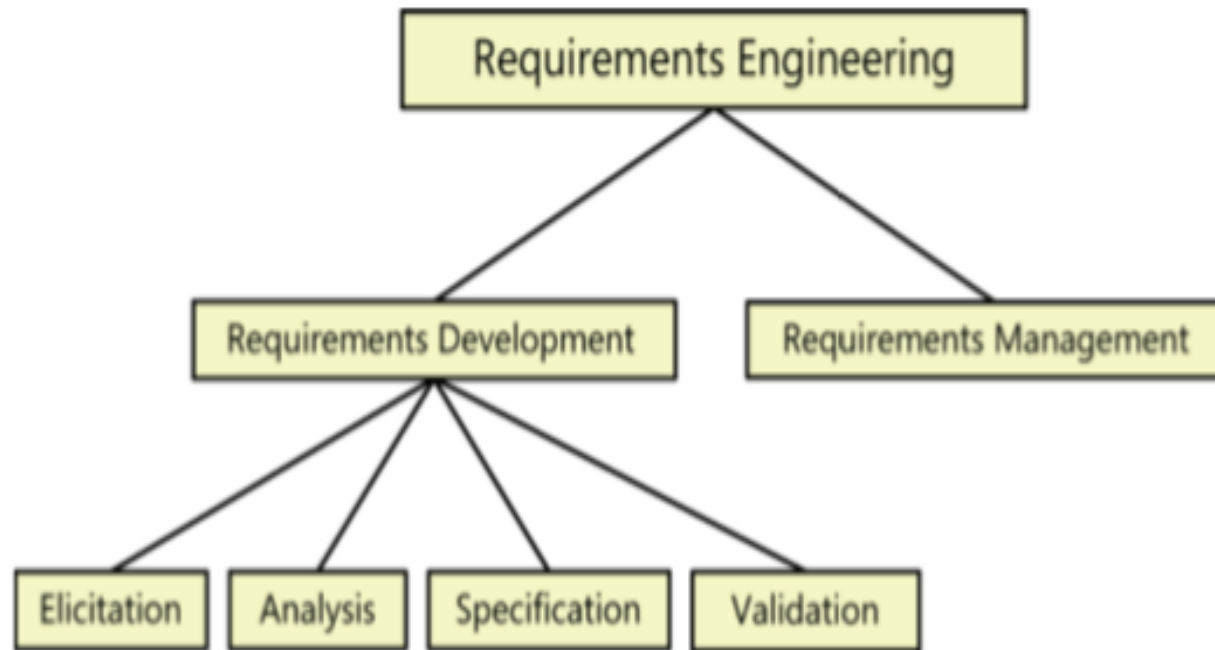 Requirements Engineering
Requirements Development
Requirements Management
Elicitation
Analysis
Specification
Validation